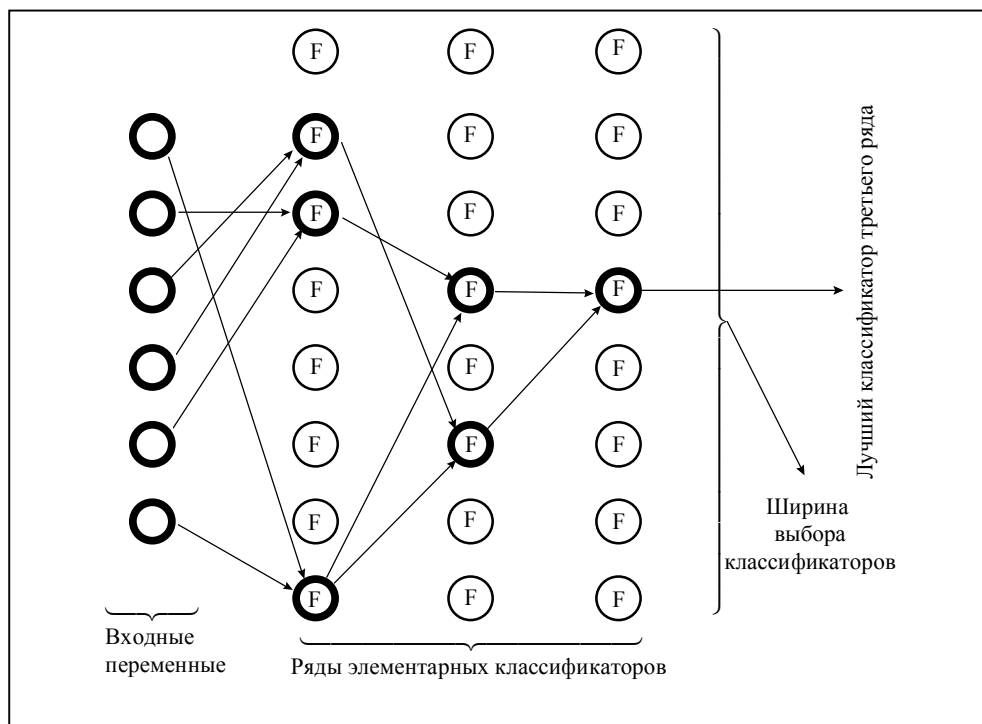 F F F
F F F
F F F
F F F
F F F
F F F
F F F
F F F
Лучший классификатор третьего ряда
Ширина
выбора
классификаторов
Входные
переменные
Ряды элементарных классификаторов